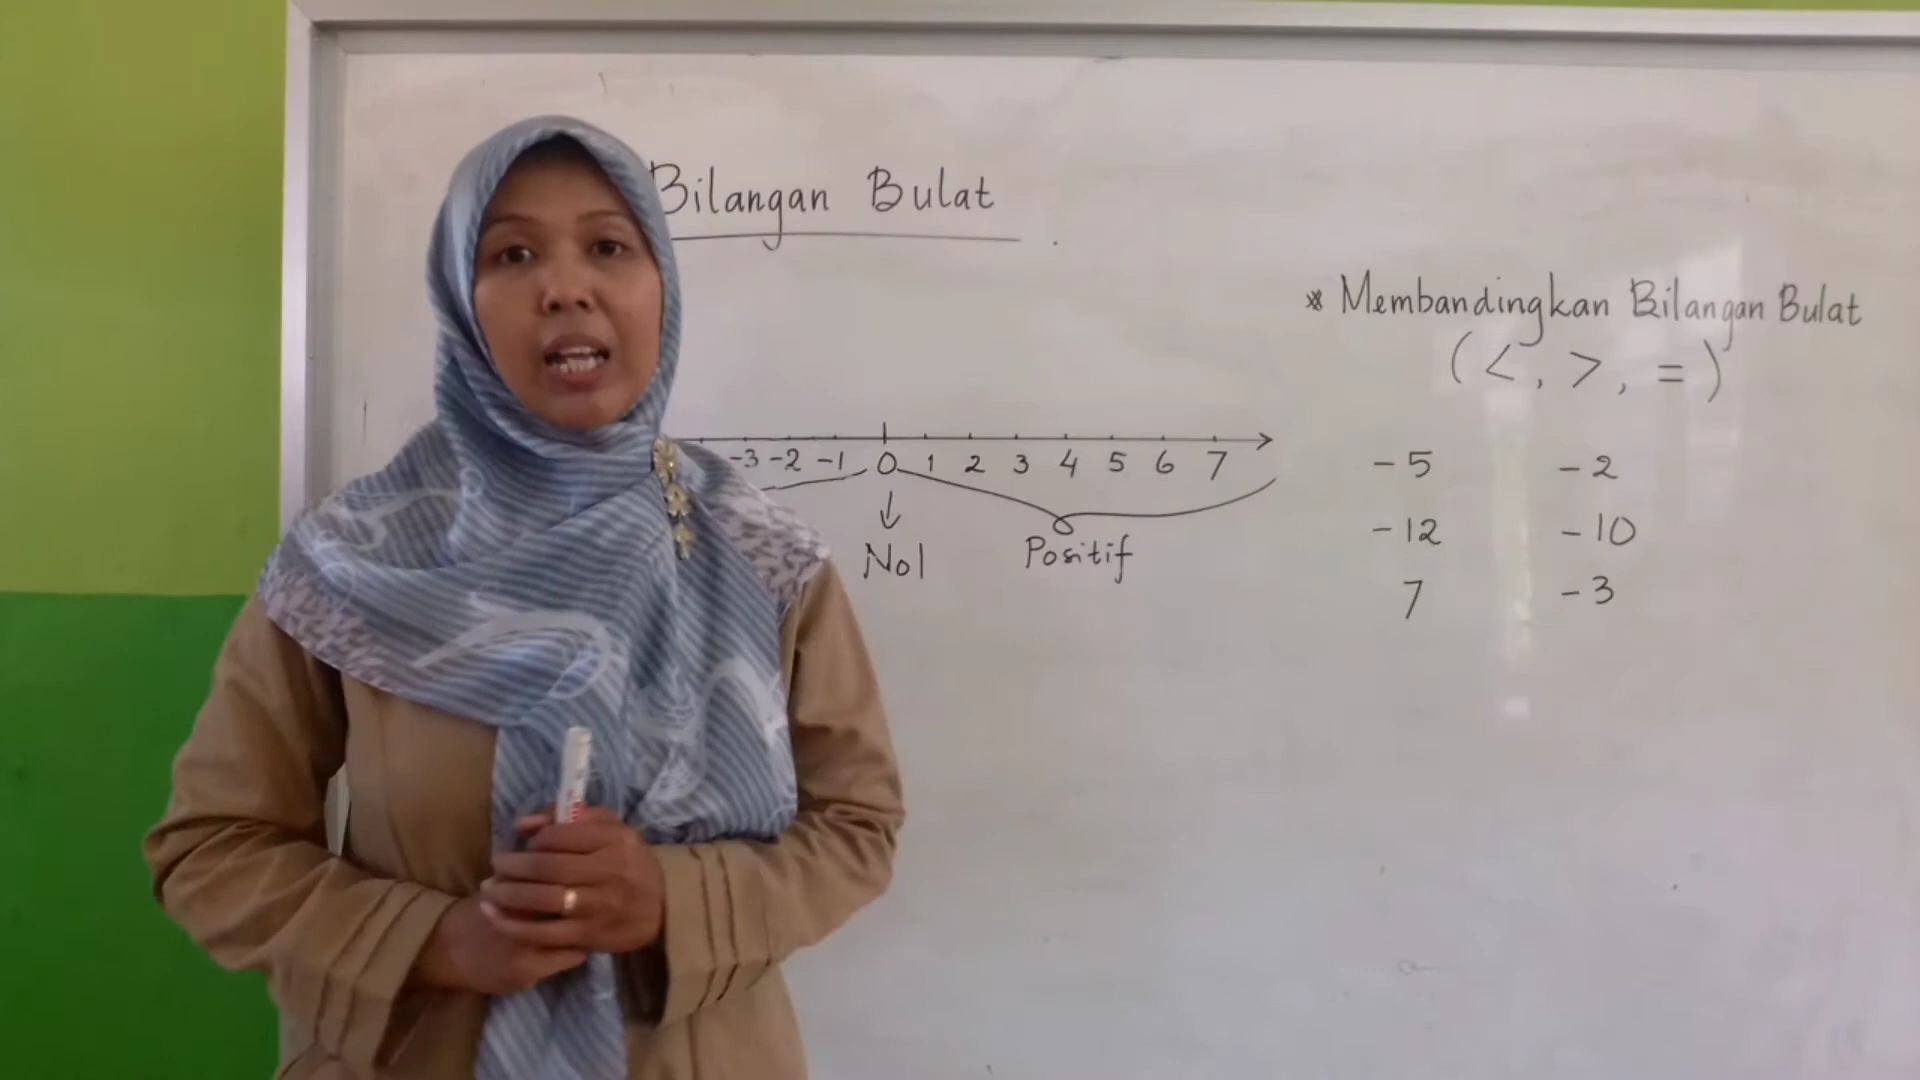 Bilangan Bulat
-3 -2 -1 0 1 2 3 4 5 6 7
Nol
Positif
* Membandingkan Bilangan Bulat
( < , > , = )
-5 -2
-12 -10
7 -3